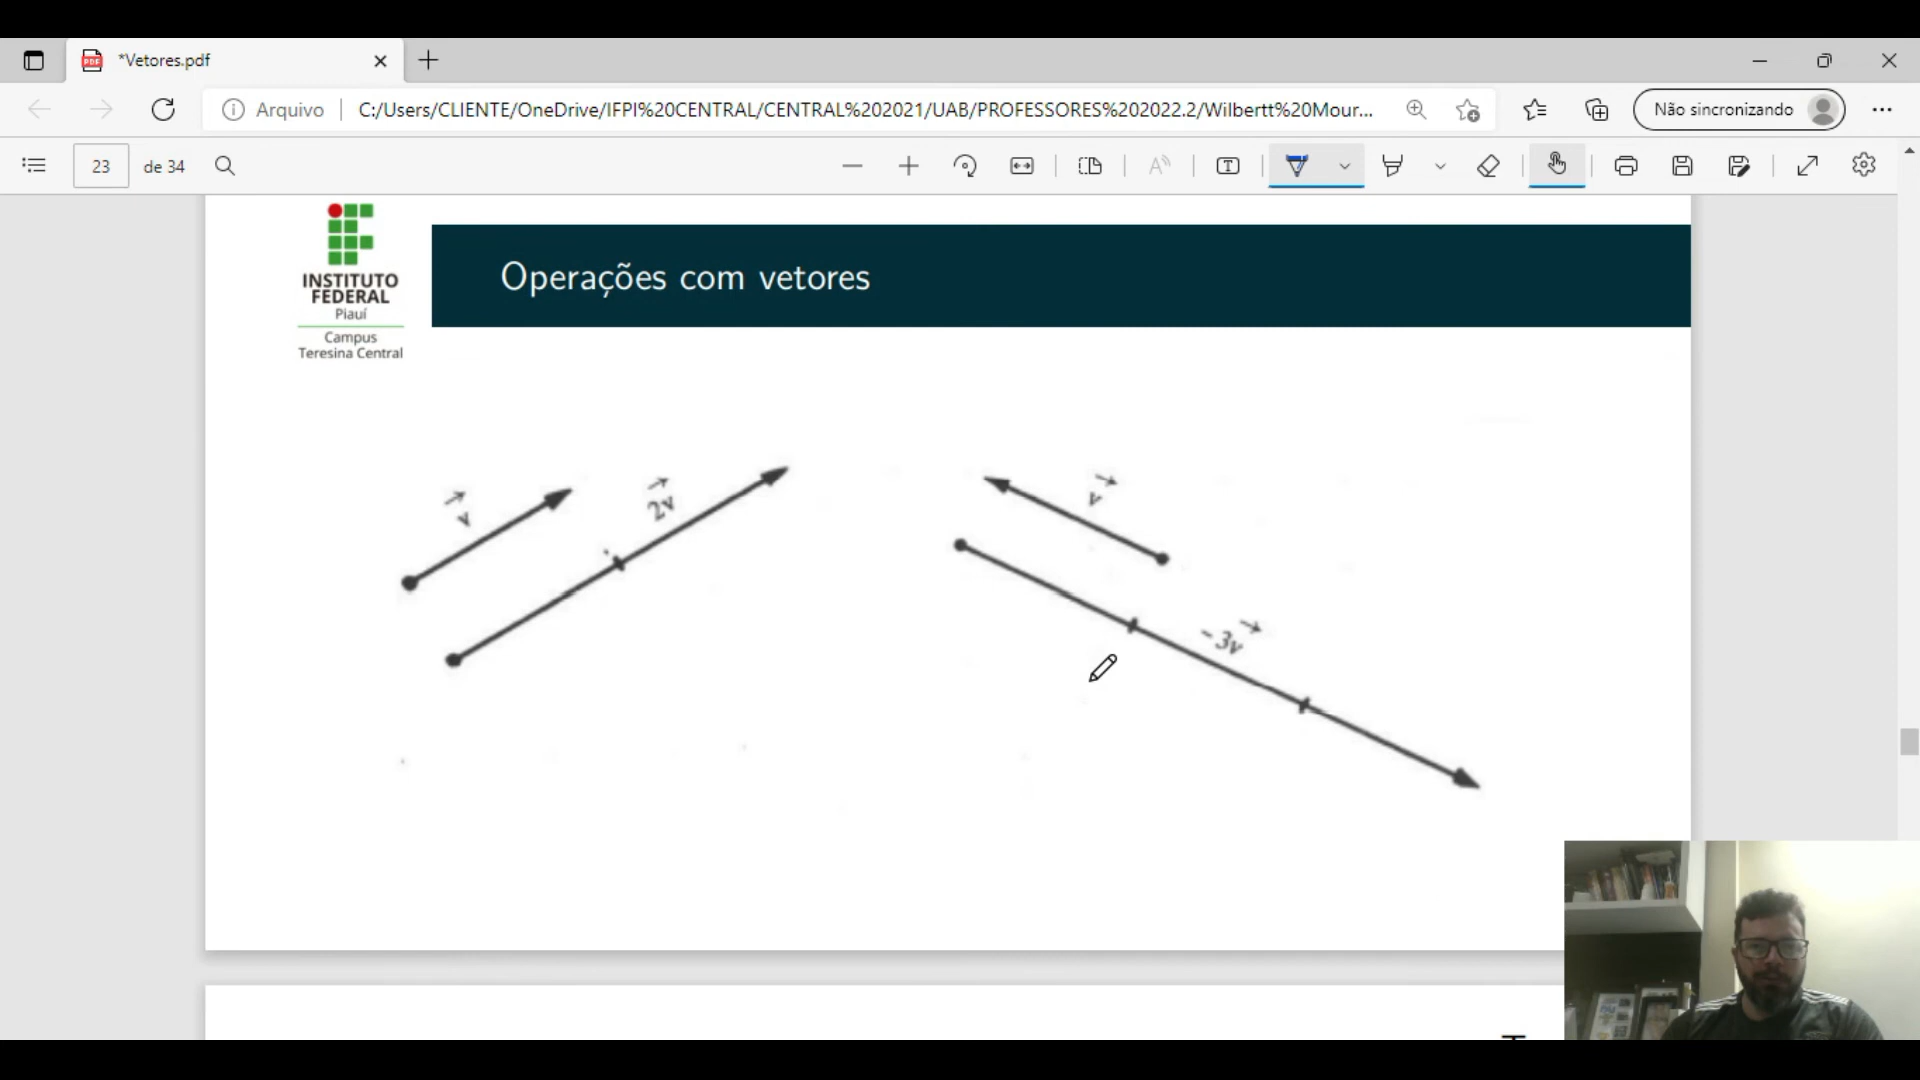 *Vetores.pdf
Arquivo
C:/Users/CLIENTE/OneDrive/IFPI%20CENTRAL/CENTRAL%202021/UAB/PROFESSORES%202022.2/Wilbertt%20Mour...
Não sincronizando
23 de 34
INSTITUTO
FEDERAL
Piauí
Campus
Teresina Central
Operações com vetores
v
2v
v
-3v